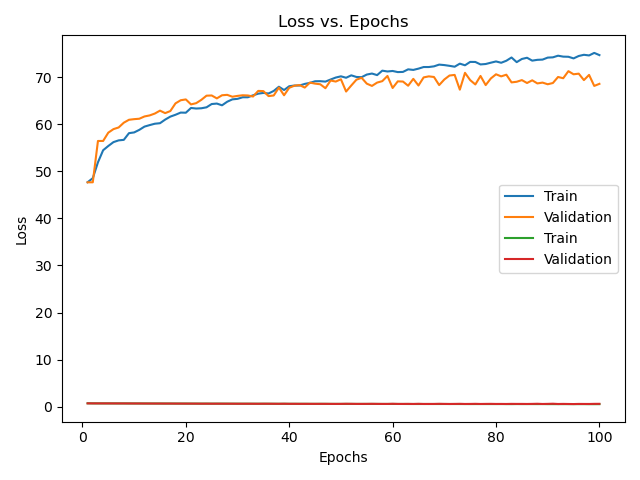 Loss vs. Epochs
Loss
70
60
50
40
30
20
10
0
Train
Validation
Train
Validation
0 20 40 60 80 100
Epochs